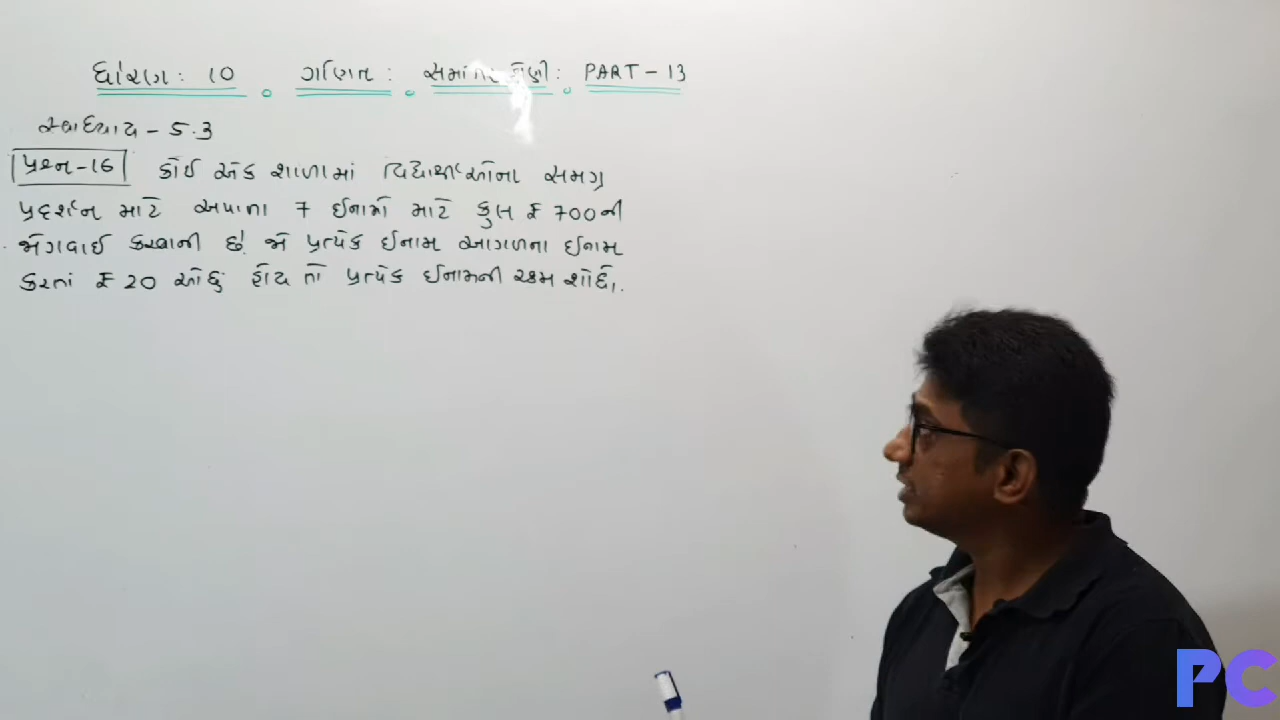 ધોરણ: 10 . ગણિત : . સમાંતર શ્રેણી: . PART - 13
સ્વાધ્યાય - 5.3
પ્રશ્ન-16 કોઈ એક શાળામાં વિદ્યાર્થીઓના સમગ્ર
પ્રદર્શન માટે અપાતા 7 ઈનામો માટે કુલ ₹ 700ની
જોગવાઈ કરવાની છે. જો પ્રત્યેક ઈનામ આગળના ઈનામ
કરતાં ₹ 20 ઓછું હોય તો પ્રત્યેક ઈનામની રકમ શોધો.
PC